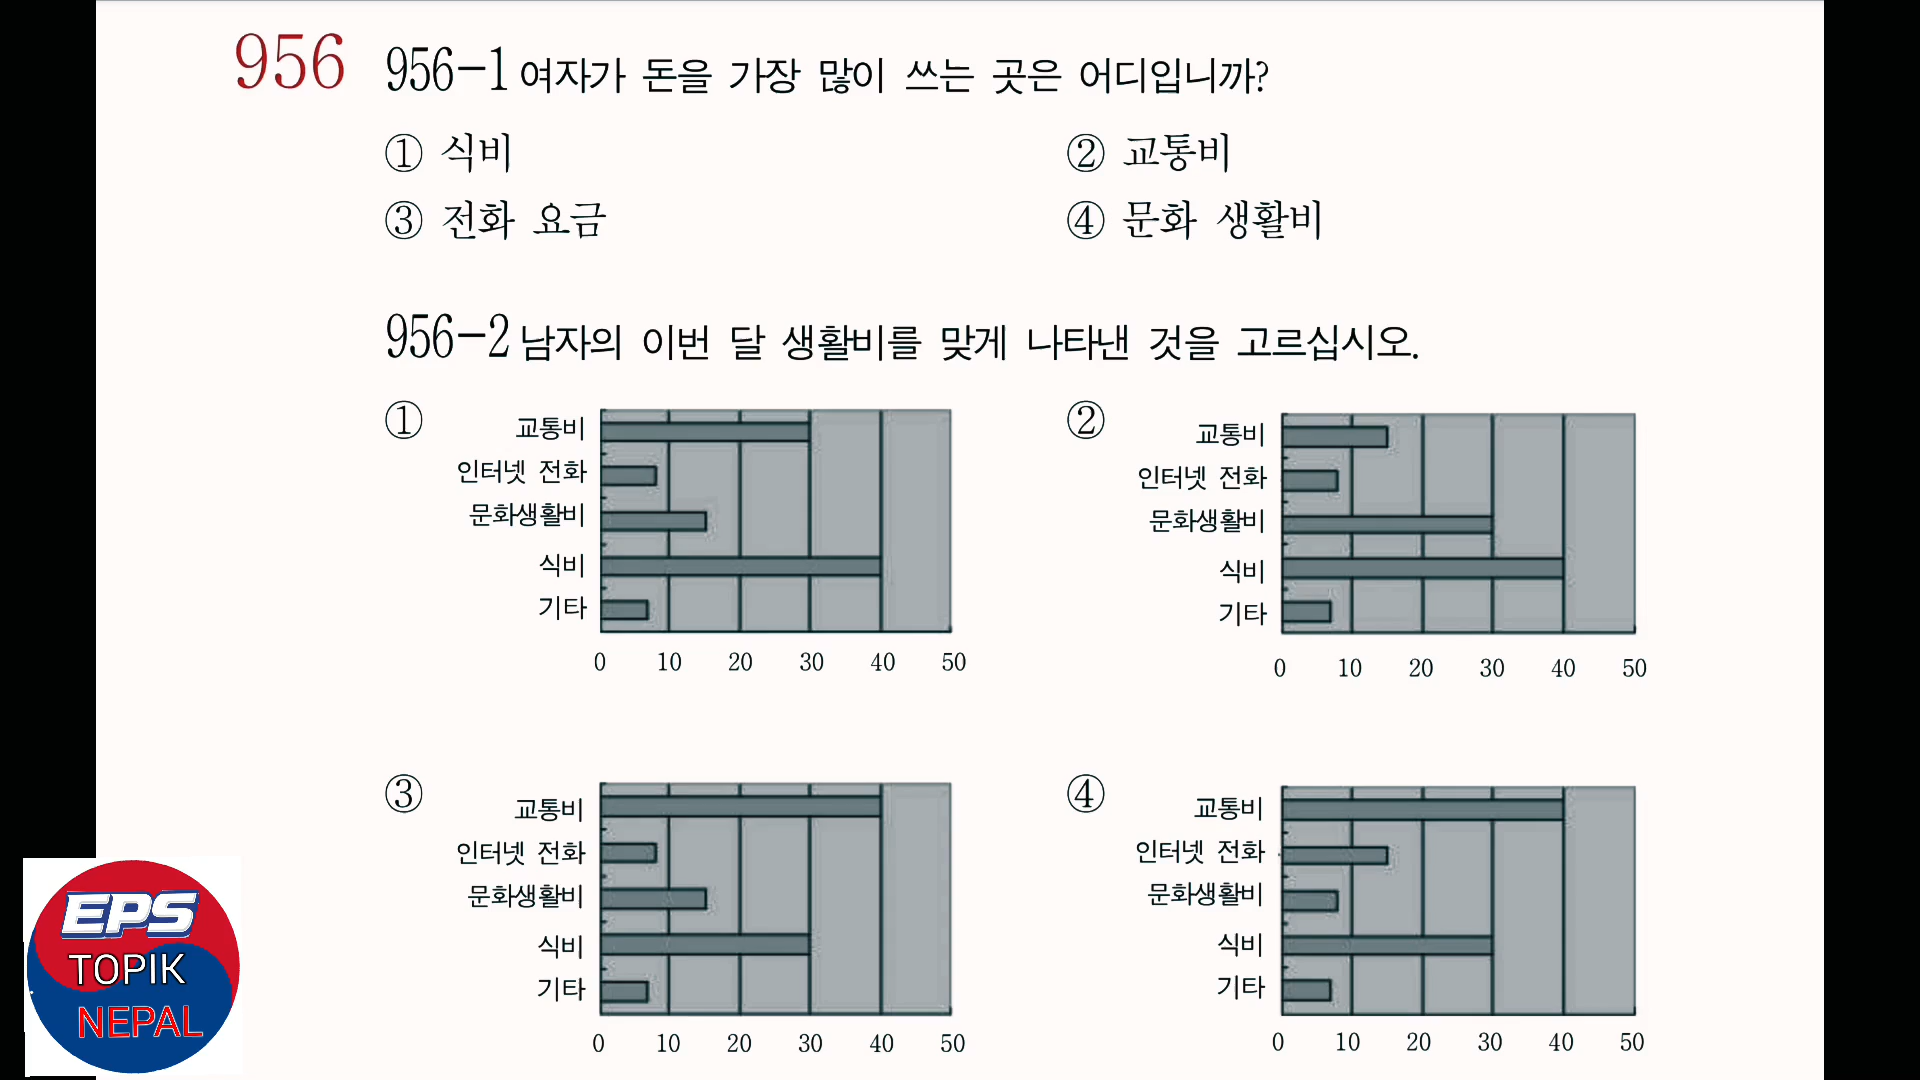 956
956-1 여자가 돈을 가장 많이 쓰는 곳은 어디입니까?
① 식비
② 교통비
③ 전화 요금
④ 문화 생활비
956-2 남자의 이번 달 생활비를 맞게 나타낸 것을 고르십시오.
①
교통비
인터넷 전화
문화생활비
식비
기타
0 10 20 30 40 50
②
교통비
인터넷 전화
문화생활비
식비
기타
0 10 20 30 40 50
③
교통비
인터넷 전화
문화생활비
식비
기타
0 10 20 30 40 50
④
교통비
인터넷 전화
문화생활비
식비
기타
0 10 20 30 40 50
EPS
TOPIK
NEPAL